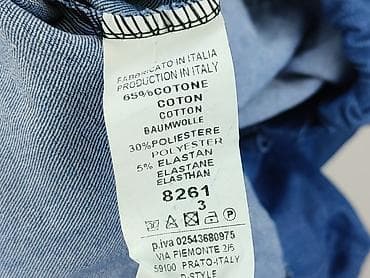 FABRICATO IN ITALIA
PRODUCTION IN ITALY
65% COTONE
COTON
COTTON
BAUMWOLLE
30% POLIESTERE
POLYESTER
5% ELASTAN
ELASTANE
ELASTHAN
8261
3
P
p.iva 02543680975
VIA PIEMONTE 2/5
59100 PRATO-ITALY
D-STYLE